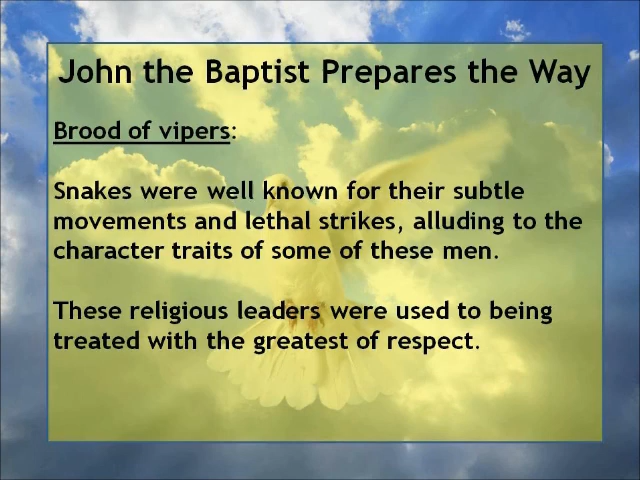 John the Baptist Prepares the Way
Brood of vipers:
Snakes were well known for their subtle
movements and lethal strikes, alluding to the
character traits of some of these men.
These religious leaders were used to being
treated with the greatest of respect.